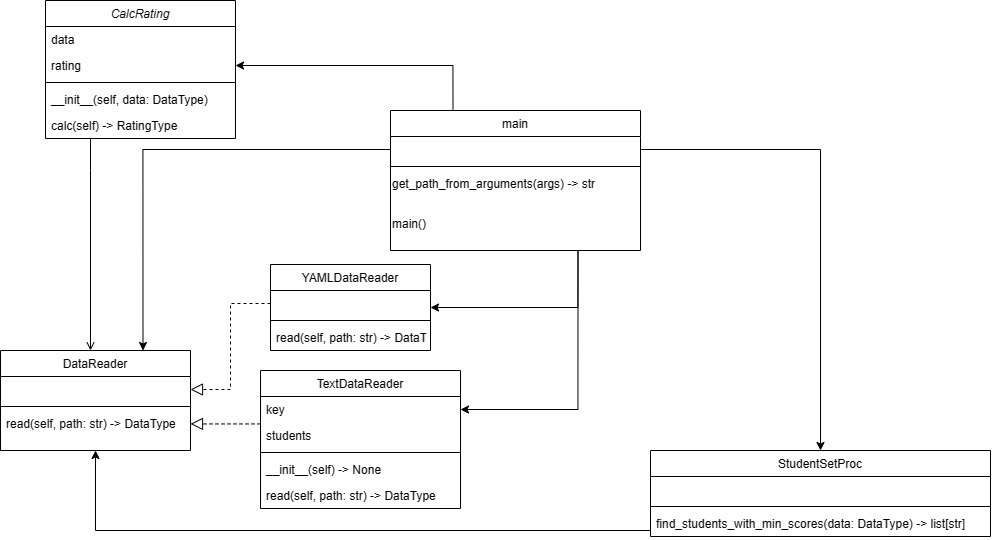 CalcRating
data
rating
__init__(self, data: DataType)
calc(self) -> RatingType
main
get_path_from_arguments(args) -> str
main()
YAMLDataReader
read(self, path: str) -> DataT
DataReader
read(self, path: str) -> DataType
TextDataReader
key
students
__init__(self) -> None
read(self, path: str) -> DataType
StudentSetProc
find_students_with_min_scores(data: DataType) -> list[str]